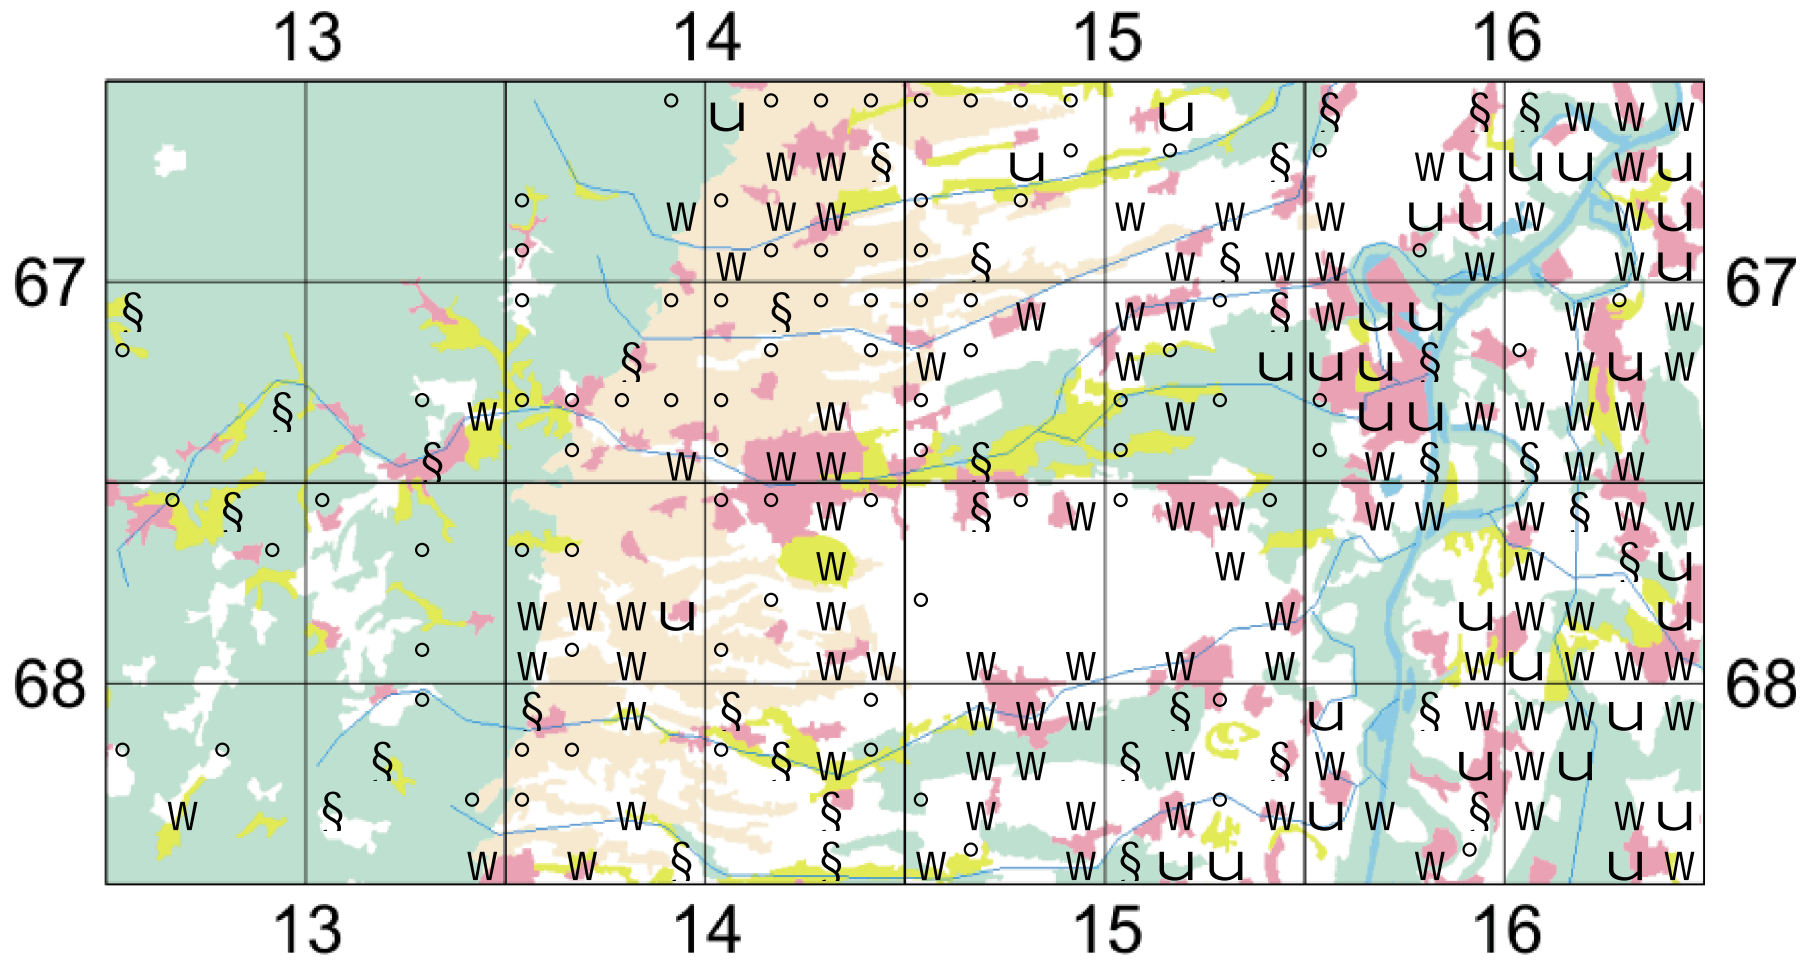 13 14 15 16
o u o o o o o o o u § § § W W W
W W § u o o § o W u u u W u
o W o W W o o W W W u u W W u
o W o o o o § W § W W o W W u
67 67
§ o o o § o o o o W W W o § W u u W o W
o § o o W o W o u u u § o W u W
§ o W o o o o o W o o W o o u u W W W W
§ o W o W W o § o o W § § W W
o § o o o W o § o W o W W o W W W § W W
o o o o W W W § u
W W W u o W o W u W W u
o W o W o W W W W W W W u W W W
68 68
o § W § o W W W § o u § W W W u W
o o § o o o § W o W W § W § W u W u
W § o o W § o W W W o W u W § W W u
W W § § W o W § u u W o u W
13 14 15 16